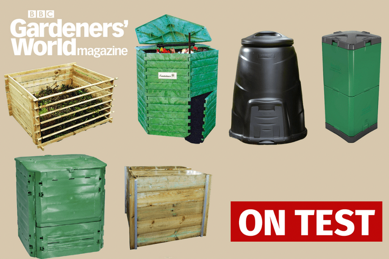 BBC
Gardeners'
World magazine
ON TEST